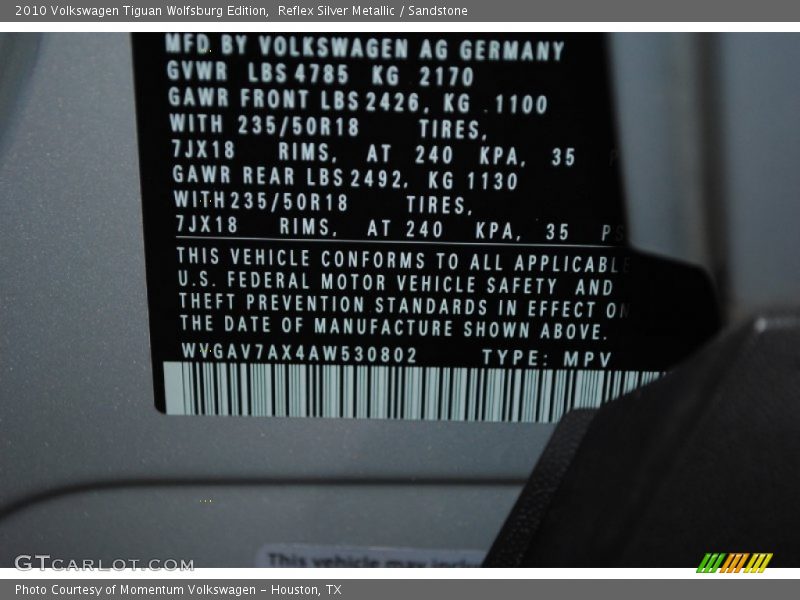 2010 Volkswagen Tiguan Wolfsburg Edition,  Reflex Silver Metallic / Sandstone
MFD. BY VOLKSWAGEN AG GERMANY
GVWR LBS 4785 KG 2170
GAWR FRONT LBS 2426, KG 1100
WITH 235/50R18 TIRES,
7JX18 RIMS, AT 240 KPA, 35
GAWR REAR LBS 2492, KG 1130
WITH 235/50R18 TIRES,
7JX18 RIMS, AT 240 KPA, 35 PS
THIS VEHICLE CONFORMS TO ALL APPLICABLE
U.S. FEDERAL MOTOR VEHICLE SAFETY AND
THEFT PREVENTION STANDARDS IN EFFECT ON
THE DATE OF MANUFACTURE SHOWN ABOVE.
WVGAV7AX4AW530802 TYPE: MPV
This vehicle may
GTCARLOT.COM
Photo Courtesy of Momentum Volkswagen - Houston, TX